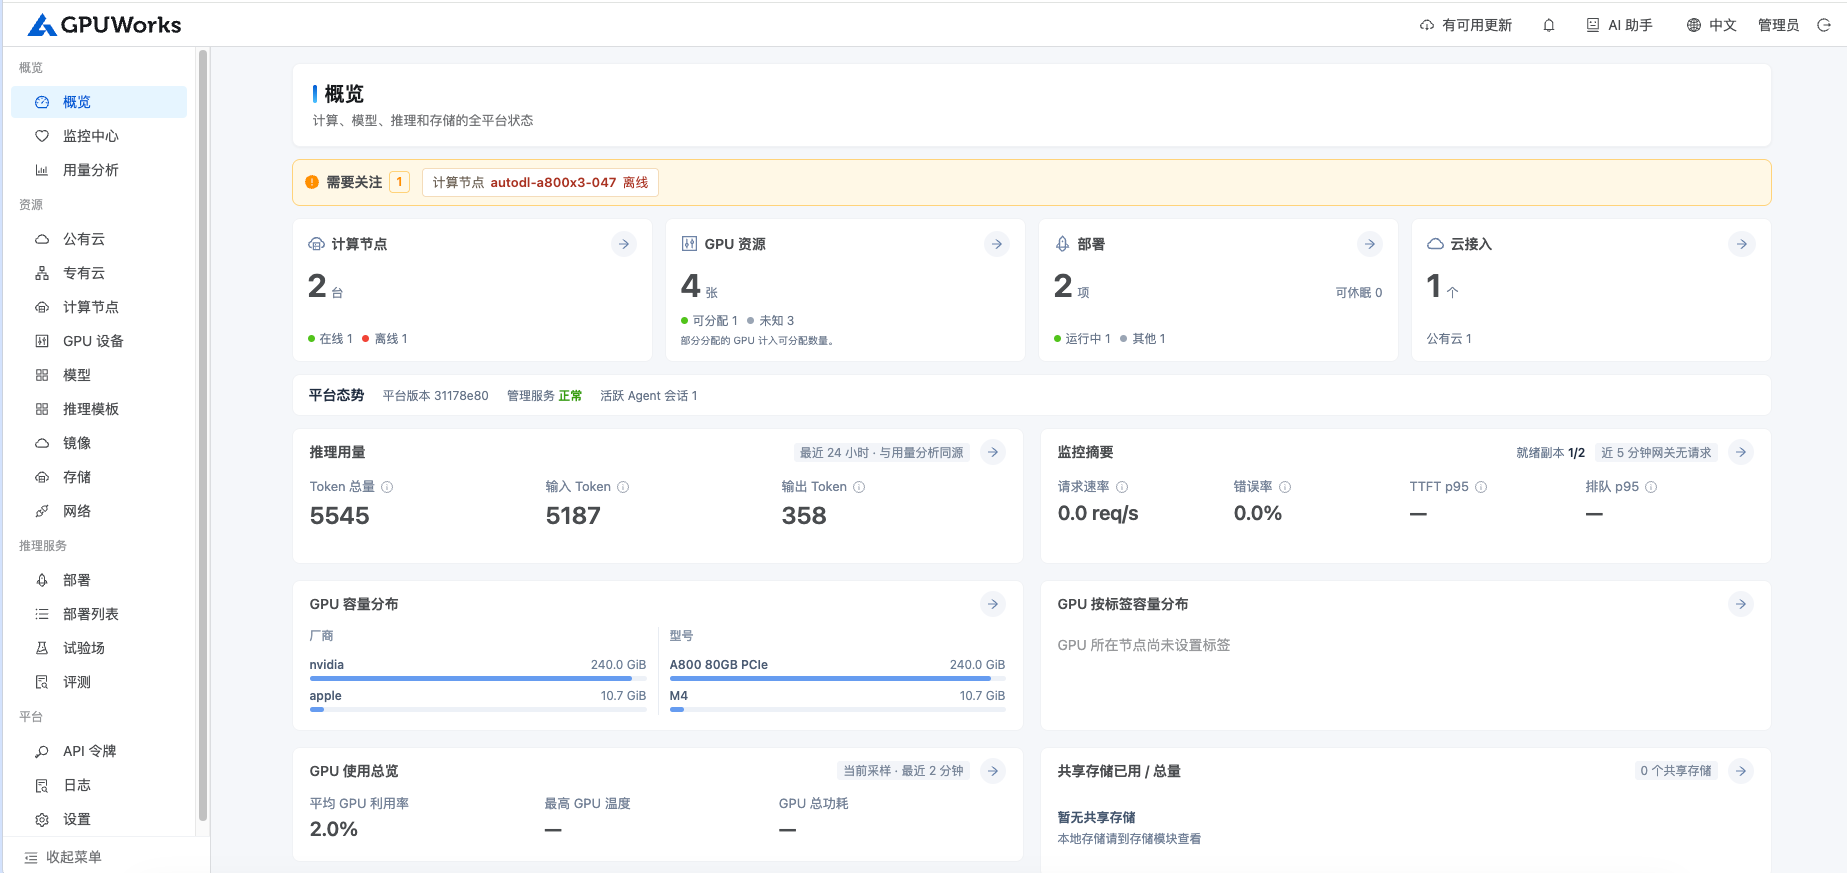 GPUWorks
有可用更新
AI 助手
中文
管理员
概览
概览
监控中心
用量分析
资源
公有云
专有云
计算节点
GPU 设备
模型
推理模板
镜像
存储
网络
推理服务
部署
部署列表
试验场
评测
平台
API 令牌
日志
设置
收起菜单
概览
计算、模型、推理和存储的全平台状态
需要关注 1 计算节点 autodl-a800x3-047 离线
计算节点
2 台
在线 1 离线 1
GPU 资源
4 张
可分配 1 未知 3
部分分配的 GPU 计入可分配数量。
部署
2 项 可休眠 0
运行中 1 其他 1
云接入
1 个
公有云 1
平台态势 平台版本 31178e80 管理服务 正常 活跃 Agent 会话 1
推理用量 最近 24 小时 · 与用量分析同源
Token 总量 输入 Token 输出 Token
5545 5187 358
监控摘要 就绪副本 1/2 近 5 分钟网关无请求
请求速率 错误率 TTFT p95 排队 p95
0.0 req/s 0.0% — —
GPU 容量分布
厂商 型号
nvidia 240.0 GiB A800 80GB PCIe 240.0 GiB
apple 10.7 GiB M4 10.7 GiB
GPU 按标签容量分布
GPU 所在节点尚未设置标签
GPU 使用总览 当前采样 · 最近 2 分钟
平均 GPU 利用率 最高 GPU 温度 GPU 总功耗
2.0% — —
共享存储已用 / 总量 0 个共享存储
暂无共享存储
本地存储请到存储模块查看